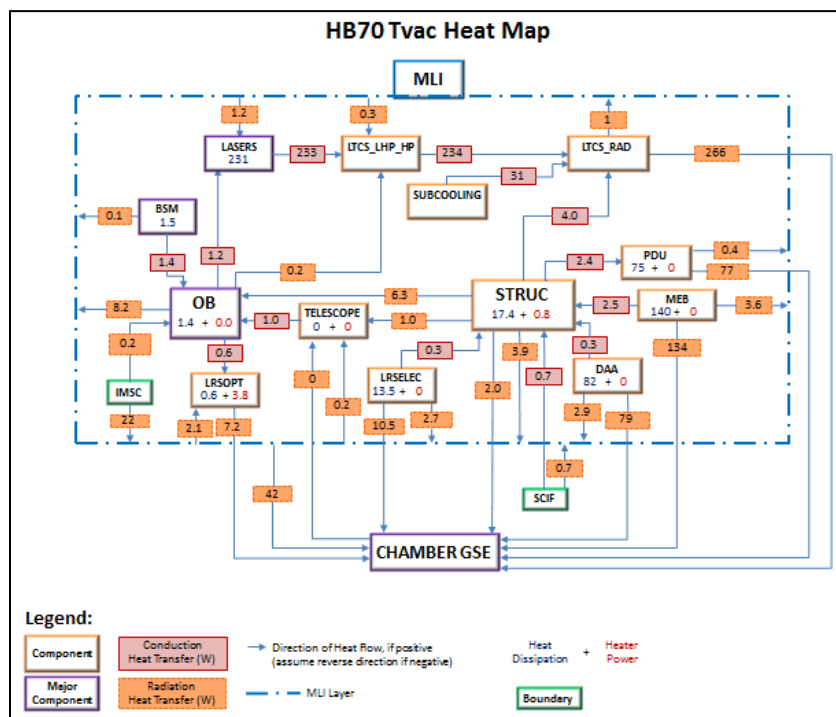 HB70 Tvac Heat Map
MLI
1.2
0.3
1
LASERS
231
233
LTCS_LHP_HP
234
LTCS_RAD
266
31
SUBCOOLING
BSM
1.5
0.1
4.0
1.4
1.2
0.2
2.4
PDU
75 + 0
0.4
77
6.3
STRUC
17.4 + 0.8
OB
1.4 + 0.0
8.2
1.0
TELESCOPE
0 + 0
1.0
2.5
MEB
140 + 0
3.6
0.2
0.6
0.3
3.9
0.7
0.3
134
IMSC
LRSOPT
0.6 + 3.8
0
0.2
LRSELEC
13.5 + 0
2.0
DAA
82 + 0
22
2.1
7.2
10.5
2.7
2.9
79
42
0.7
SCIF
CHAMBER GSE
Legend:
Component
Conduction
Heat Transfer (W)
Direction of Heat Flow, if positive
(assume reverse direction if negative)
Heat
Dissipation
+
Heater
Power
Major
Component
Radiation
Heat Transfer (W)
MLI Layer
Boundary